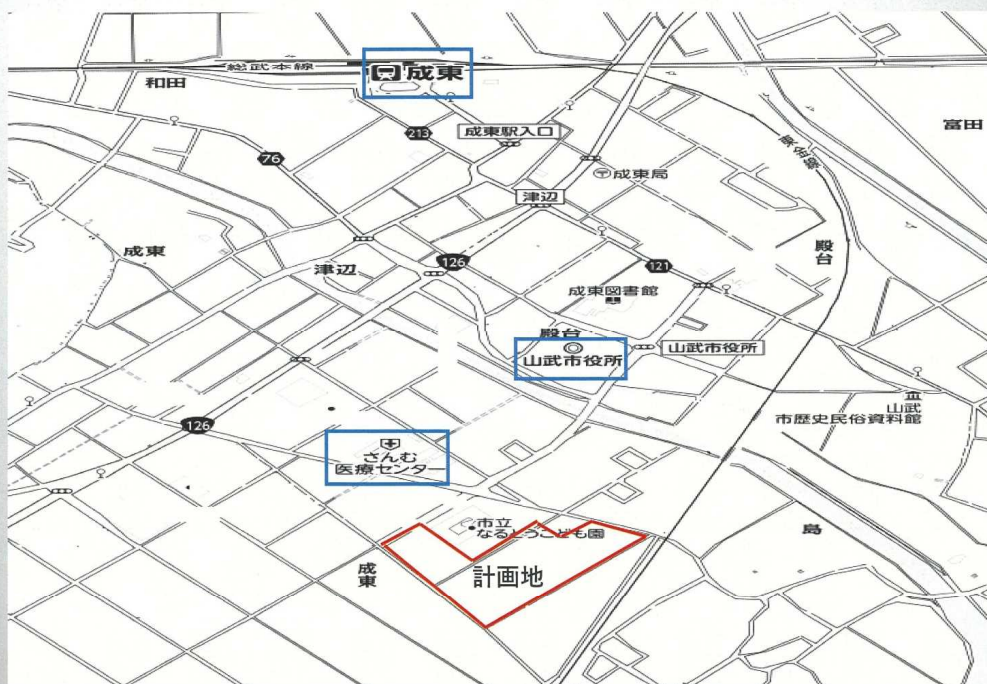 総武本線
成東
和田
213
成東駅入口
富田
76
東金線
成東局
津辺
成東
津辺
126
121
殿台
成東図書館
殿台
山武市役所
山武市役所
山武
市歴史民俗資料館
126
さんむ
医療センター
市立
なるとうこども園
島
成東
計画地